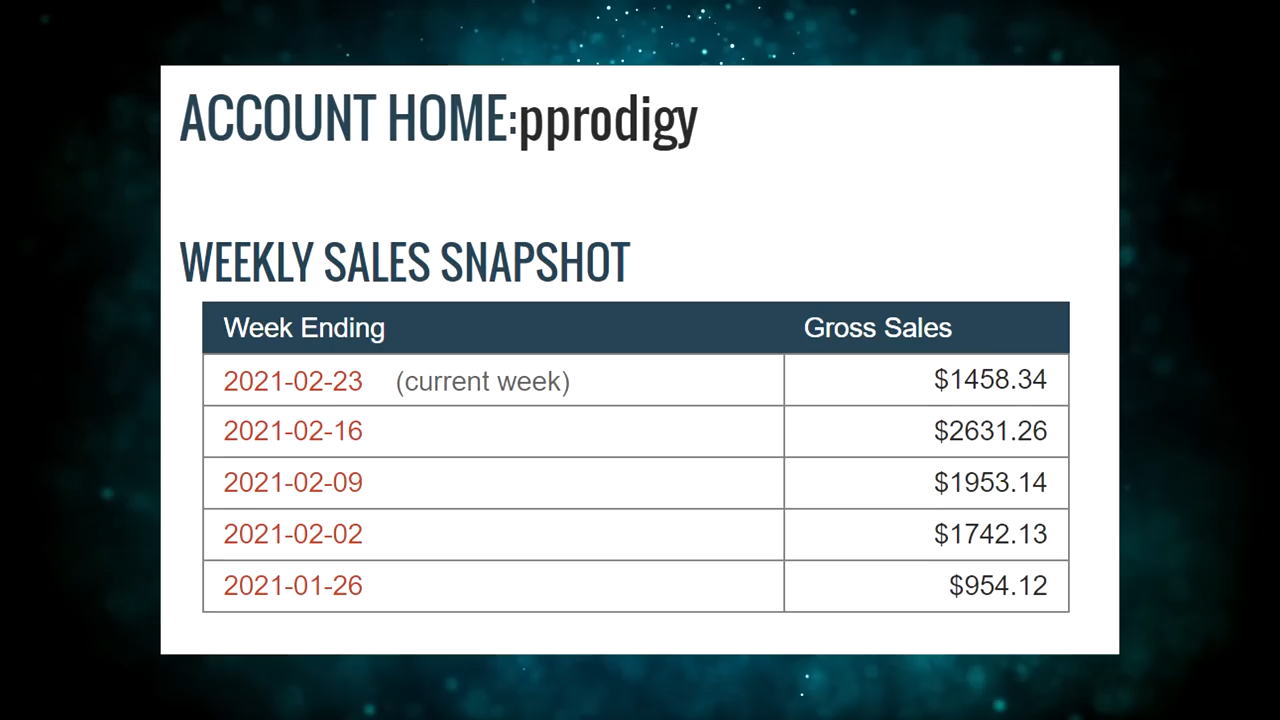 ACCOUNT HOME:pprodigy
WEEKLY SALES SNAPSHOT
Week Ending Gross Sales
2021-02-23 (current week) $1458.34
2021-02-16 $2631.26
2021-02-09 $1953.14
2021-02-02 $1742.13
2021-01-26 $954.12